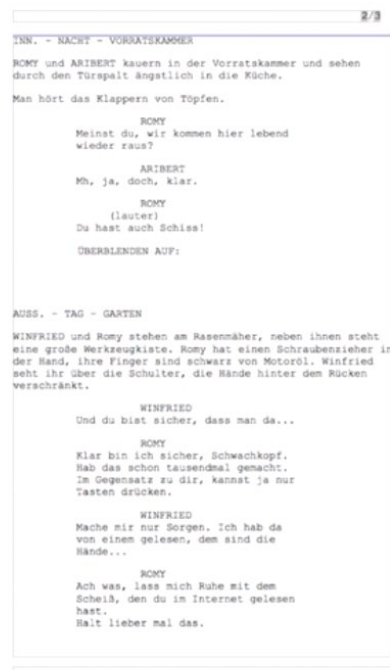 2/3
INN. - NACHT - VORRATSKAMMER
ROMY und ARIBERT kauern in der Vorratskammer und sehen
durch den Türspalt ängstlich in die Küche.
Man hört das Klappern von Töpfen.
ROMY
Meinst du, wir kommen hier lebend
wieder raus?
ARIBERT
Mh, ja, doch, klar.
ROMY
(lauter)
Du hast auch Schiss!
ÜBERBLENDEN AUF:
AUSS. - TAG - GARTEN
WINFRIED und Romy stehen am Rasenmäher, neben ihnen steht
eine große Werkzeugkiste. Romy hat einen Schraubenzieher in
der Hand, ihre Finger sind schwarz von Motoröl. Winfried
seht ihr über die Schulter, die Hände hinter dem Rücken
verschränkt.
WINFRIED
Und du bist sicher, dass man da...
ROMY
Klar bin ich sicher, Schwachkopf.
Hab das schon tausendmal gemacht.
Im Gegensatz zu dir, kannst ja nur
Tasten drücken.
WINFRIED
Mache mir nur Sorgen. Ich hab da
von einem gelesen, dem sind die
Hände...
ROMY
Ach was, lass mich Ruhe mit dem
Scheiß, den du im Internet gelesen
hast.
Halt lieber mal das.